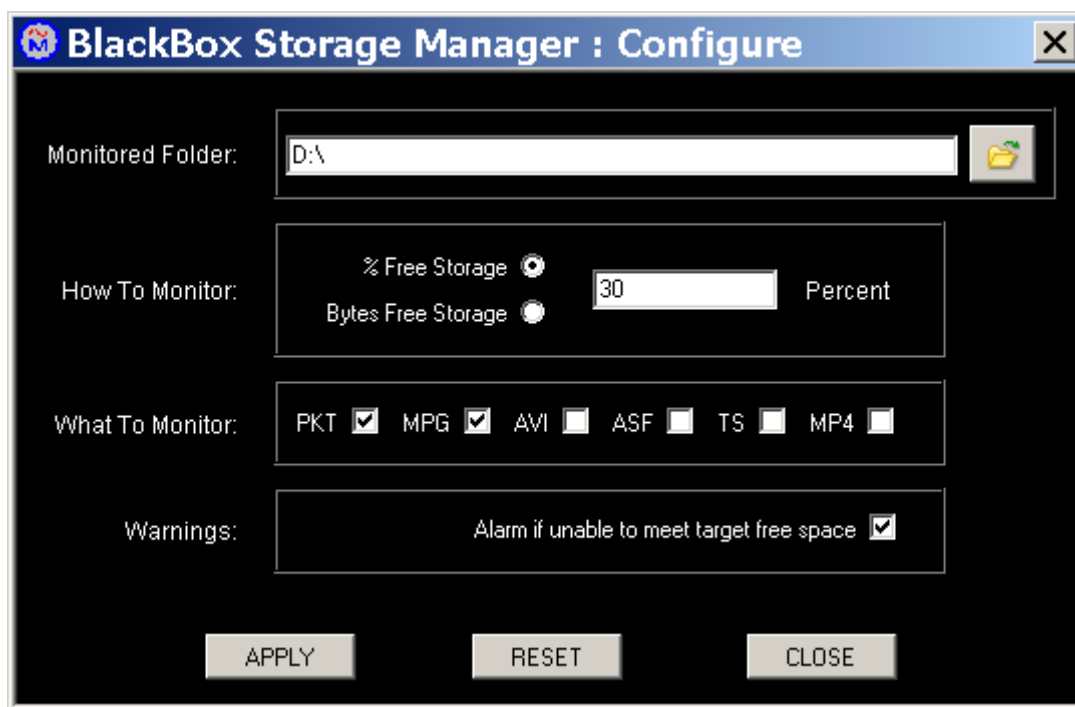 BlackBox Storage Manager : Configure
Monitored Folder: D:\
% Free Storage
How To Monitor: 30 Percent
Bytes Free Storage
What To Monitor: PKT MPG AVI ASF TS MP4
Warnings: Alarm if unable to meet target free space
APPLY RESET CLOSE